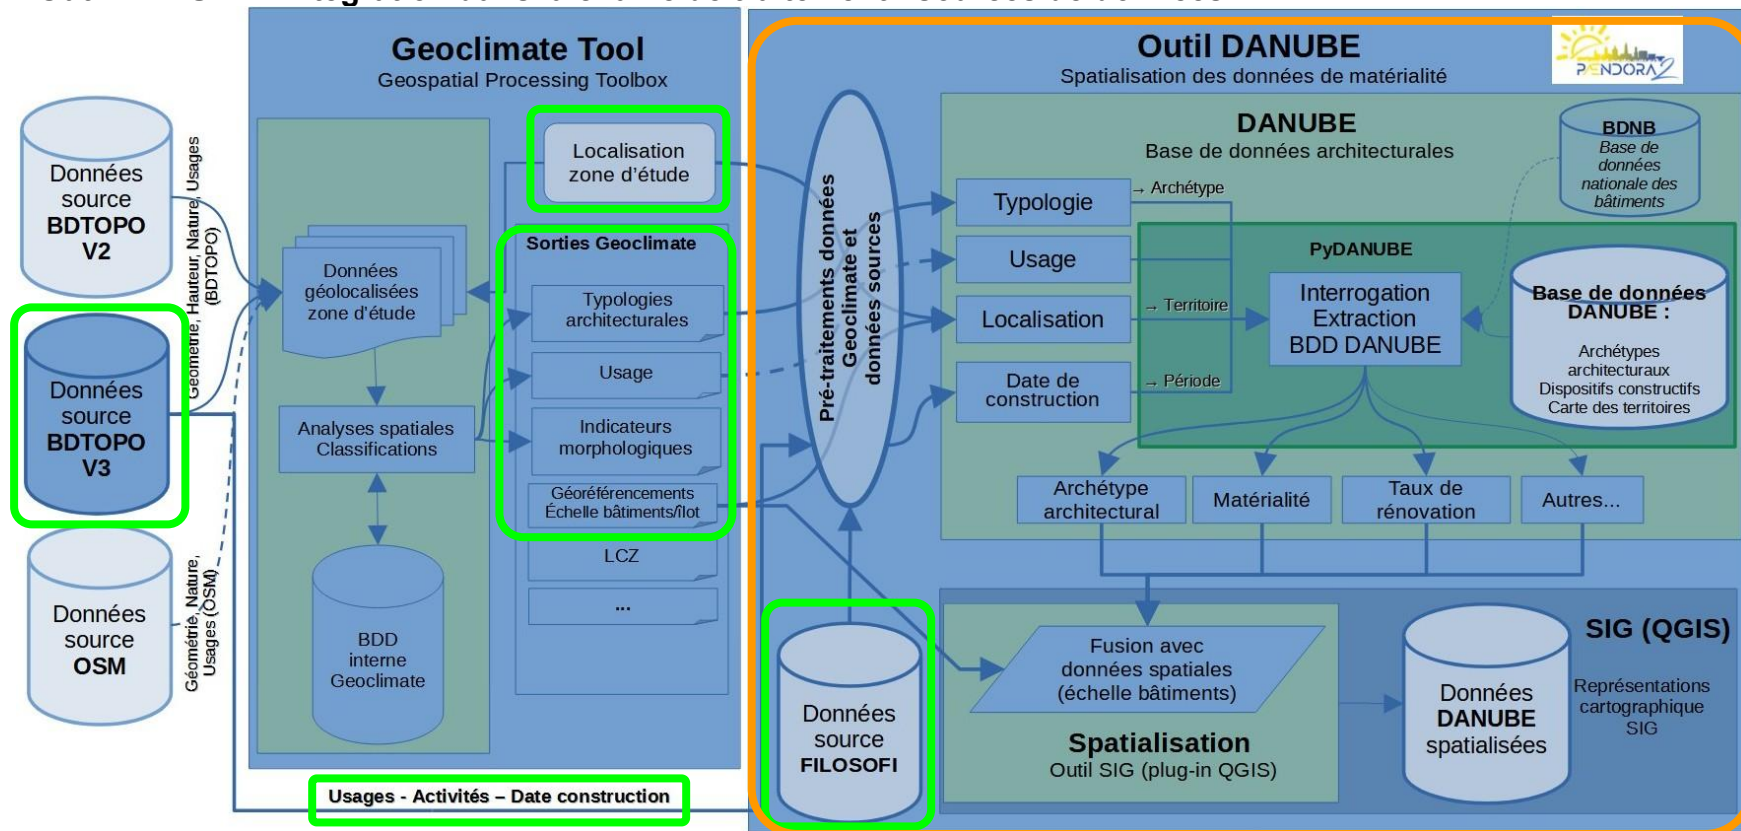 Geoclimate Tool
Geospatial Processing Toolbox
Outil DANUBE
Spatialisation des données de matérialité
PÆNDORA2
Données
source
BDTOPO
V2
Géométrie, Hauteur, Nature, Usages
(BDTOPO)
Données
source
BDTOPO
V3
Données
source
OSM
Géométrie, Nature,
Usages (OSM)
Localisation
zone d'étude
Données
géolocalisées
zone d'étude
Analyses spatiales
Classifications
BDD
interne
Geoclimate
Sorties Geoclimate
Typologies
architecturales
Usage
Indicateurs
morphologiques
Géoréférencements
Échelle bâtiments/îlot
LCZ
...
Usages - Activités – Date construction
Pré-traitements données
Geoclimate et
données sources
Données
source
FILOSOFI
DANUBE
Base de données architecturales
Typologie
→ Archétype
Usage
Localisation
→ Territoire
Date de
construction
→ Période
BDNB
Base de
données
nationale des
bâtiments
PyDANUBE
Interrogation
Extraction
BDD DANUBE
Base de données
DANUBE :
Archétypes
architecturaux
Dispositifs constructifs
Carte des territoires
Archétype
architectural
Matérialité
Taux de
rénovation
Autres...
Fusion avec
données spatiales
(échelle bâtiments)
Spatialisation
Outil SIG (plug-in QGIS)
Données
DANUBE
spatialisées
SIG (QGIS)
Représentations
cartographique
SIG